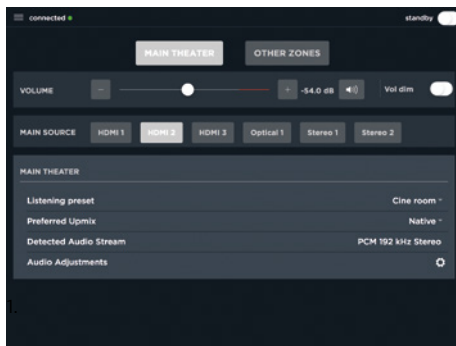 connected
standby
MAIN THEATER OTHER ZONES
VOLUME - + -54.0 dB Vol dim
MAIN SOURCE HDMI 1 HDMI 2 HDMI 3 Optical 1 Stereo 1 Stereo 2
MAIN THEATER
Listening preset Cine room
Preferred Upmix Native
Detected Audio Stream PCM 192 kHz Stereo
Audio Adjustments
1.